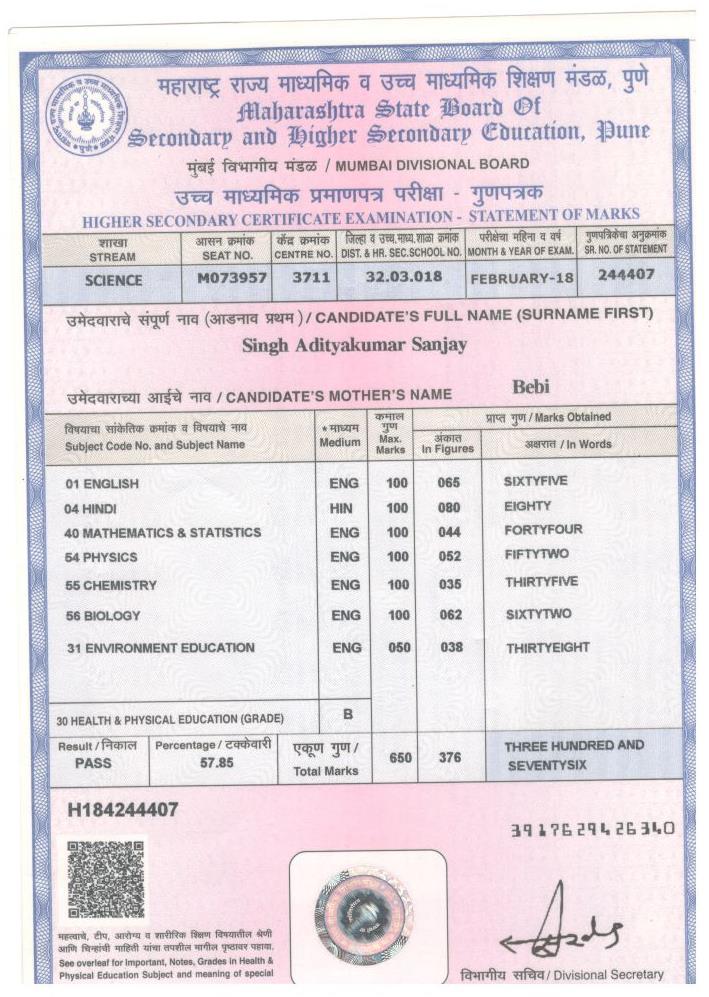 महाराष्ट्र राज्य माध्यमिक व उच्च माध्यमिक शिक्षण मंडळ, पुणे
Maharashtra State Board Of
Secondary and Higher Secondary Education, Pune
मुंबई विभागीय मंडळ / MUMBAI DIVISIONAL BOARD
उच्च माध्यमिक प्रमाणपत्र परीक्षा - गुणपत्रक
HIGHER SECONDARY CERTIFICATE EXAMINATION - STATEMENT OF MARKS
शाखा आसन क्रमांक केंद्र क्रमांक जिल्हा व उच्च.माध्य.शाळा क्रमांक परीक्षेचा महिना व वर्ष गुणपत्रिकेचा अनुक्रमांक
STREAM SEAT NO. CENTRE NO. DIST. & HR. SEC.SCHOOL NO. MONTH & YEAR OF EXAM. SR. NO. OF STATEMENT
SCIENCE M073957 3711 32.03.018 FEBRUARY-18 244407
उमेदवाराचे संपूर्ण नाव (आडनाव प्रथम) / CANDIDATE'S FULL NAME (SURNAME FIRST)
Singh Adityakumar Sanjay
उमेदवाराच्या आईचे नाव / CANDIDATE'S MOTHER'S NAME Bebi
विषयाचा सांकेतिक क्रमांक व विषयाचे नाव * माध्यम कमाल गुण प्राप्त गुण / Marks Obtained
Subject Code No. and Subject Name Medium Max. Marks अंकात In Figures अक्षरात / In Words
01 ENGLISH ENG 100 065 SIXTYFIVE
04 HINDI HIN 100 080 EIGHTY
40 MATHEMATICS & STATISTICS ENG 100 044 FORTYFOUR
54 PHYSICS ENG 100 052 FIFTYTWO
55 CHEMISTRY ENG 100 035 THIRTYFIVE
56 BIOLOGY ENG 100 062 SIXTYTWO
31 ENVIRONMENT EDUCATION ENG 050 038 THIRTYEIGHT
30 HEALTH & PHYSICAL EDUCATION (GRADE) B
Result / निकाल Percentage / टक्केवारी एकूण गुण / THREE HUNDRED AND
PASS 57.85 Total Marks 650 376 SEVENTYSIX
H184244407
3917629426340
महत्वाचे, टीप, आरोग्य व शारीरिक शिक्षण विषयातील श्रेणी
आणि चिन्हांची माहिती यांचा तपशील मागील पृष्ठावर पहावा.
See overleaf for Important, Notes, Grades in Health &
Physical Education Subject and meaning of special
विभागीय सचिव / Divisional Secretary